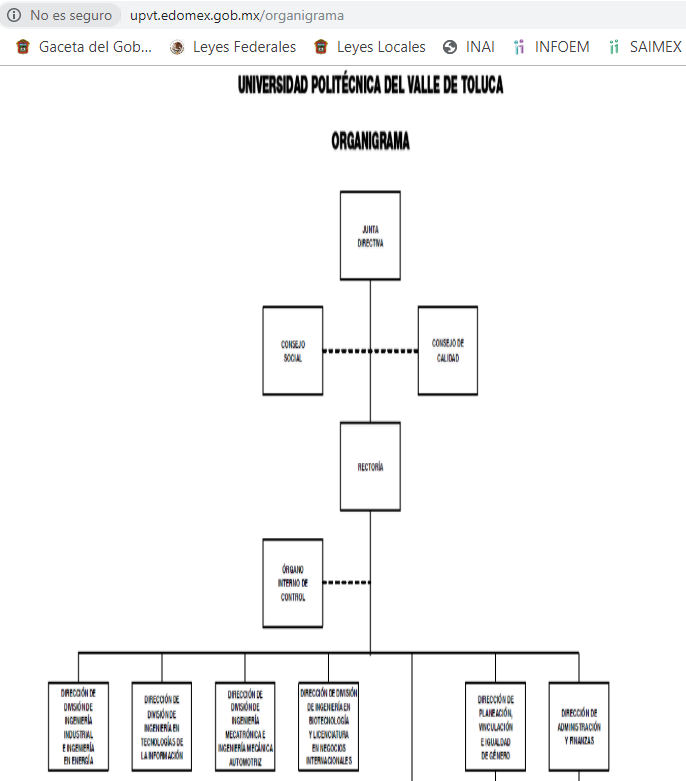 No es seguro upvt.edomex.gob.mx/organigrama
Gaceta del Gob... Leyes Federales Leyes Locales INAI INFOEM SAIMEX
UNIVERSIDAD POLITÉCNICA DEL VALLE DE TOLUCA
ORGANIGRAMA
JUNTA
DIRECTIVA
CONSEJO
SOCIAL
CONSEJO DE
CALIDAD
RECTORÍA
ÓRGANO
INTERNO DE
CONTROL
DIRECCIÓN DE
DIVISIÓN DE
INGENIERÍA
INDUSTRIAL
E INGENIERÍA
EN ENERGÍA
DIRECCIÓN DE
DIVISIÓN DE
INGENIERÍA EN
TECNOLOGÍAS DE
LA INFORMACIÓN
DIRECCIÓN DE
DIVISIÓN DE
INGENIERÍA
MECATRÓNICA E
INGENIERÍA MECÁNICA
AUTOMOTRIZ
DIRECCIÓN DE DIVISIÓN
DE INGENIERÍA EN
BIOTECNOLOGÍA
Y LICENCIATURA
EN NEGOCIOS
INTERNACIONALES
DIRECCIÓN DE
PLANEACIÓN,
VINCULACIÓN
E IGUALDAD
DE GÉNERO
DIRECCIÓN DE
ADMINISTRACIÓN
Y FINANZAS